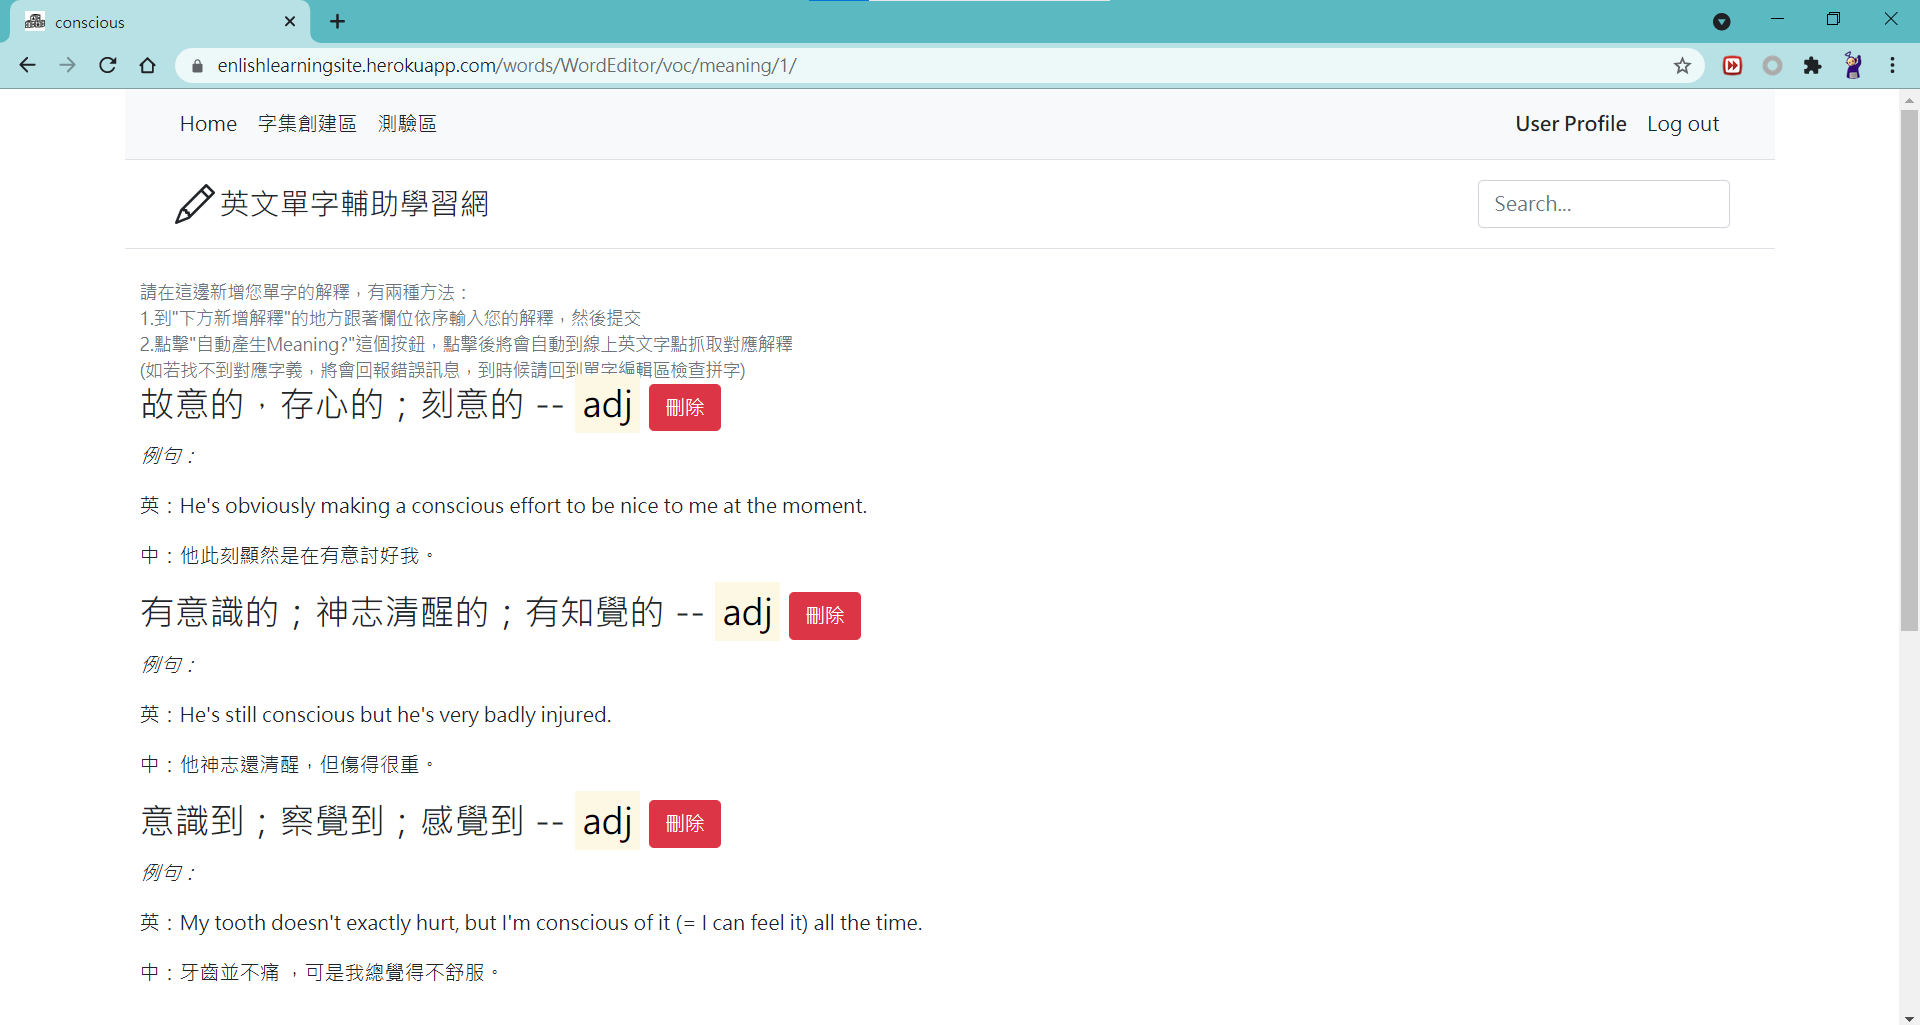 conscious
enlishlearningsite.herokuapp.com/words/WordEditor/voc/meaning/1/
Home 字集創建區 測驗區 User Profile Log out
英文單字輔助學習網 Search...
請在這邊新增您單字的解釋，有兩種方法：
1.到"下方新增解釋"的地方跟著欄位依序輸入您的解釋，然後提交
2.點擊"自動產生Meaning?"這個按鈕，點擊後將會自動到線上英文字點抓取對應解釋
(如若找不到對應字義，將會回報錯誤訊息，到時候請回到單字編輯區檢查拼字)
故意的，存心的；刻意的 -- adj 刪除
例句：
英：He's obviously making a conscious effort to be nice to me at the moment.
中：他此刻顯然是在有意討好我。
有意識的；神志清醒的；有知覺的 -- adj 刪除
例句：
英：He's still conscious but he's very badly injured.
中：他神志還清醒，但傷得很重。
意識到；察覺到；感覺到 -- adj 刪除
例句：
英：My tooth doesn't exactly hurt, but I'm conscious of it (= I can feel it) all the time.
中：牙齒並不痛 ，可是我總覺得不舒服。